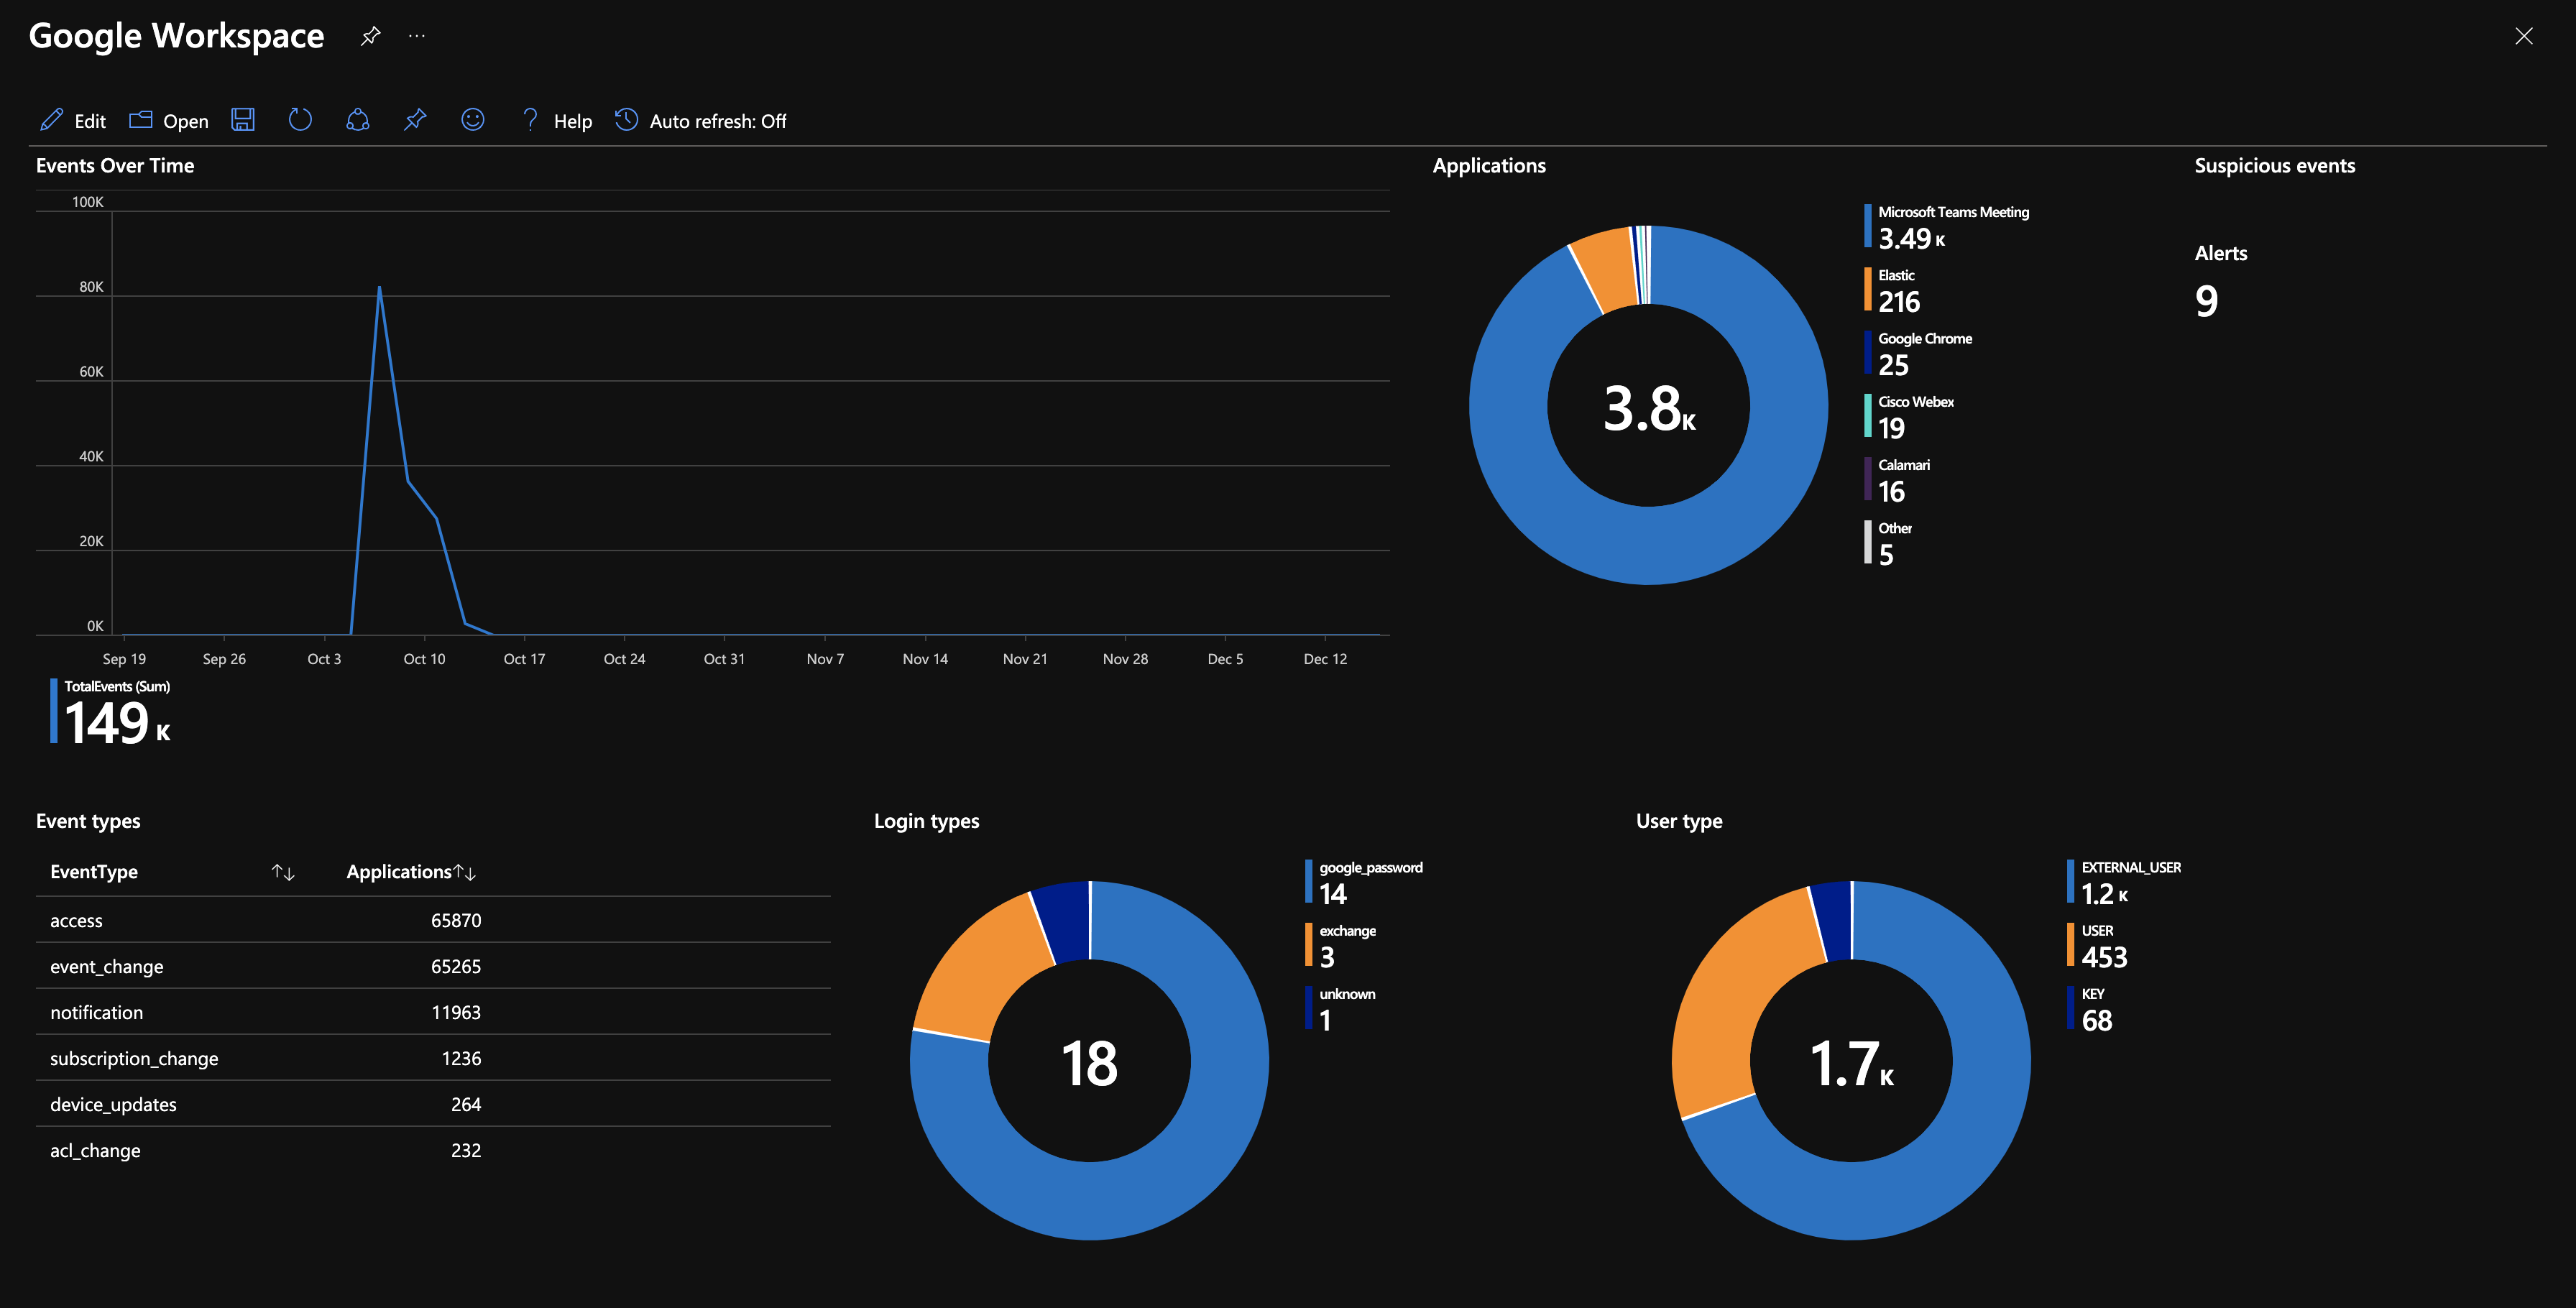 Google Workspace
Edit Open Help Auto refresh: Off
Events Over Time
100K
80K
60K
40K
20K
0K
Sep 19 Sep 26 Oct 3 Oct 10 Oct 17 Oct 24 Oct 31 Nov 7 Nov 14 Nov 21 Nov 28 Dec 5 Dec 12
TotalEvents (Sum)
149 K
Applications
3.8K
Microsoft Teams Meeting
3.49 K
Elastic
216
Google Chrome
25
Cisco Webex
19
Calamari
16
Other
5
Suspicious events
Alerts
9
Event types
EventType Applications
access 65870
event_change 65265
notification 11963
subscription_change 1236
device_updates 264
acl_change 232
Login types
18
google_password
14
exchange
3
unknown
1
User type
1.7K
EXTERNAL_USER
1.2 K
USER
453
KEY
68